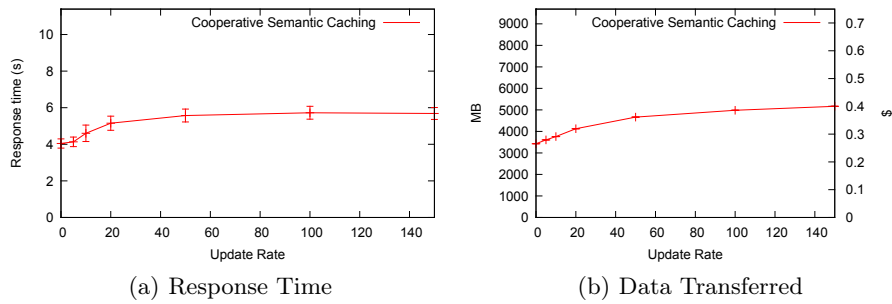 Cooperative Semantic Caching
10
8
6
4
2
0
Response time (s)
0 20 40 60 80 100 120 140
Update Rate
(a) Response Time
Cooperative Semantic Caching
9000
8000
7000
6000
5000
4000
3000
2000
1000
0
MB
0.7
0.6
0.5
0.4
0.3
0.2
0.1
0
$
0 20 40 60 80 100 120 140
Update Rate
(b) Data Transferred